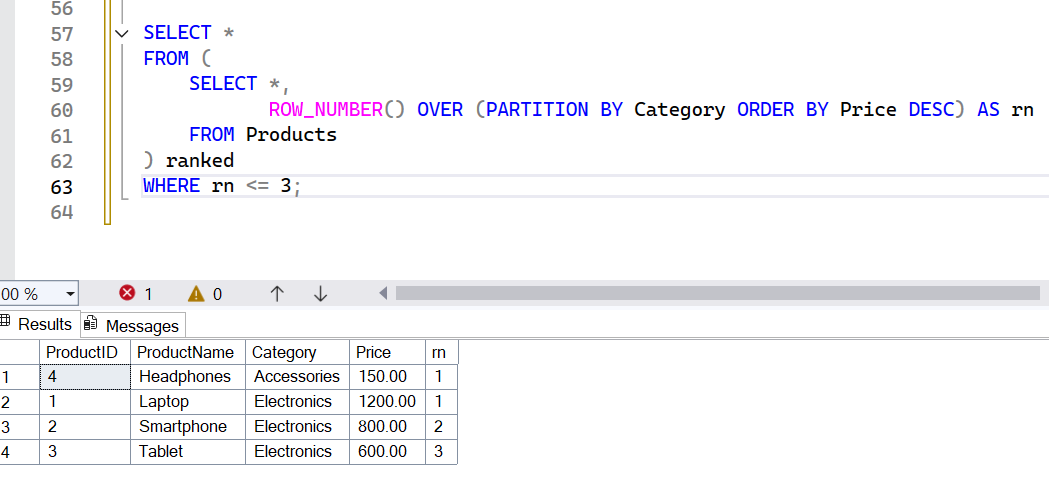 56
57 SELECT *
58 FROM (
59 SELECT *,
60 ROW_NUMBER() OVER (PARTITION BY Category ORDER BY Price DESC) AS rn
61 FROM Products
62 ) ranked
63 WHERE rn <= 3;
64
00 % 1 0
Results Messages
ProductID ProductName Category Price rn
1 4 Headphones Accessories 150.00 1
2 1 Laptop Electronics 1200.00 1
3 2 Smartphone Electronics 800.00 2
4 3 Tablet Electronics 600.00 3